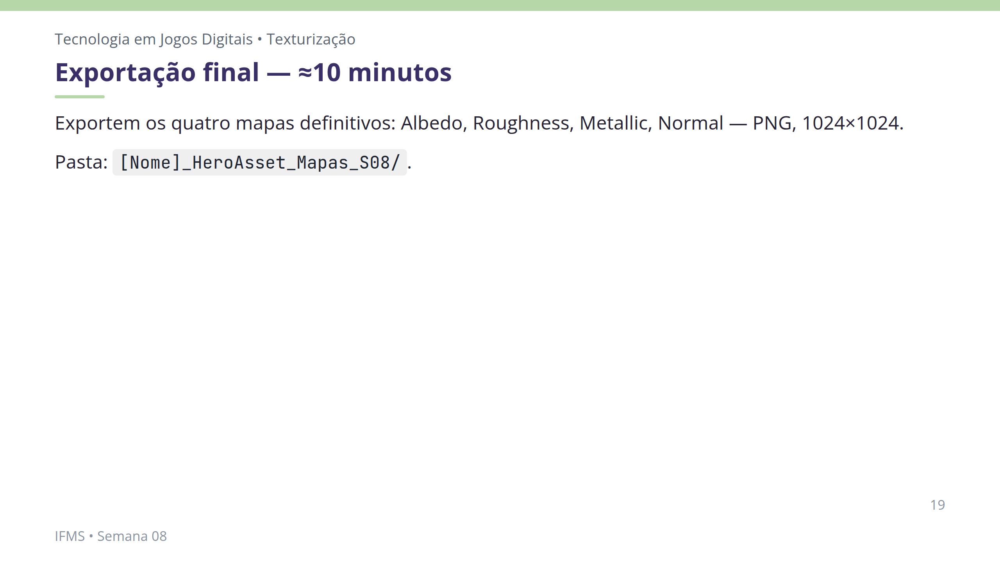 Tecnologia em Jogos Digitais • Texturização
Exportação final — ≈10 minutos
Exportem os quatro mapas definitivos: Albedo, Roughness, Metallic, Normal — PNG, 1024×1024.
Pasta: [Nome]_HeroAsset_Mapas_S08/.
19
IFMS • Semana 08